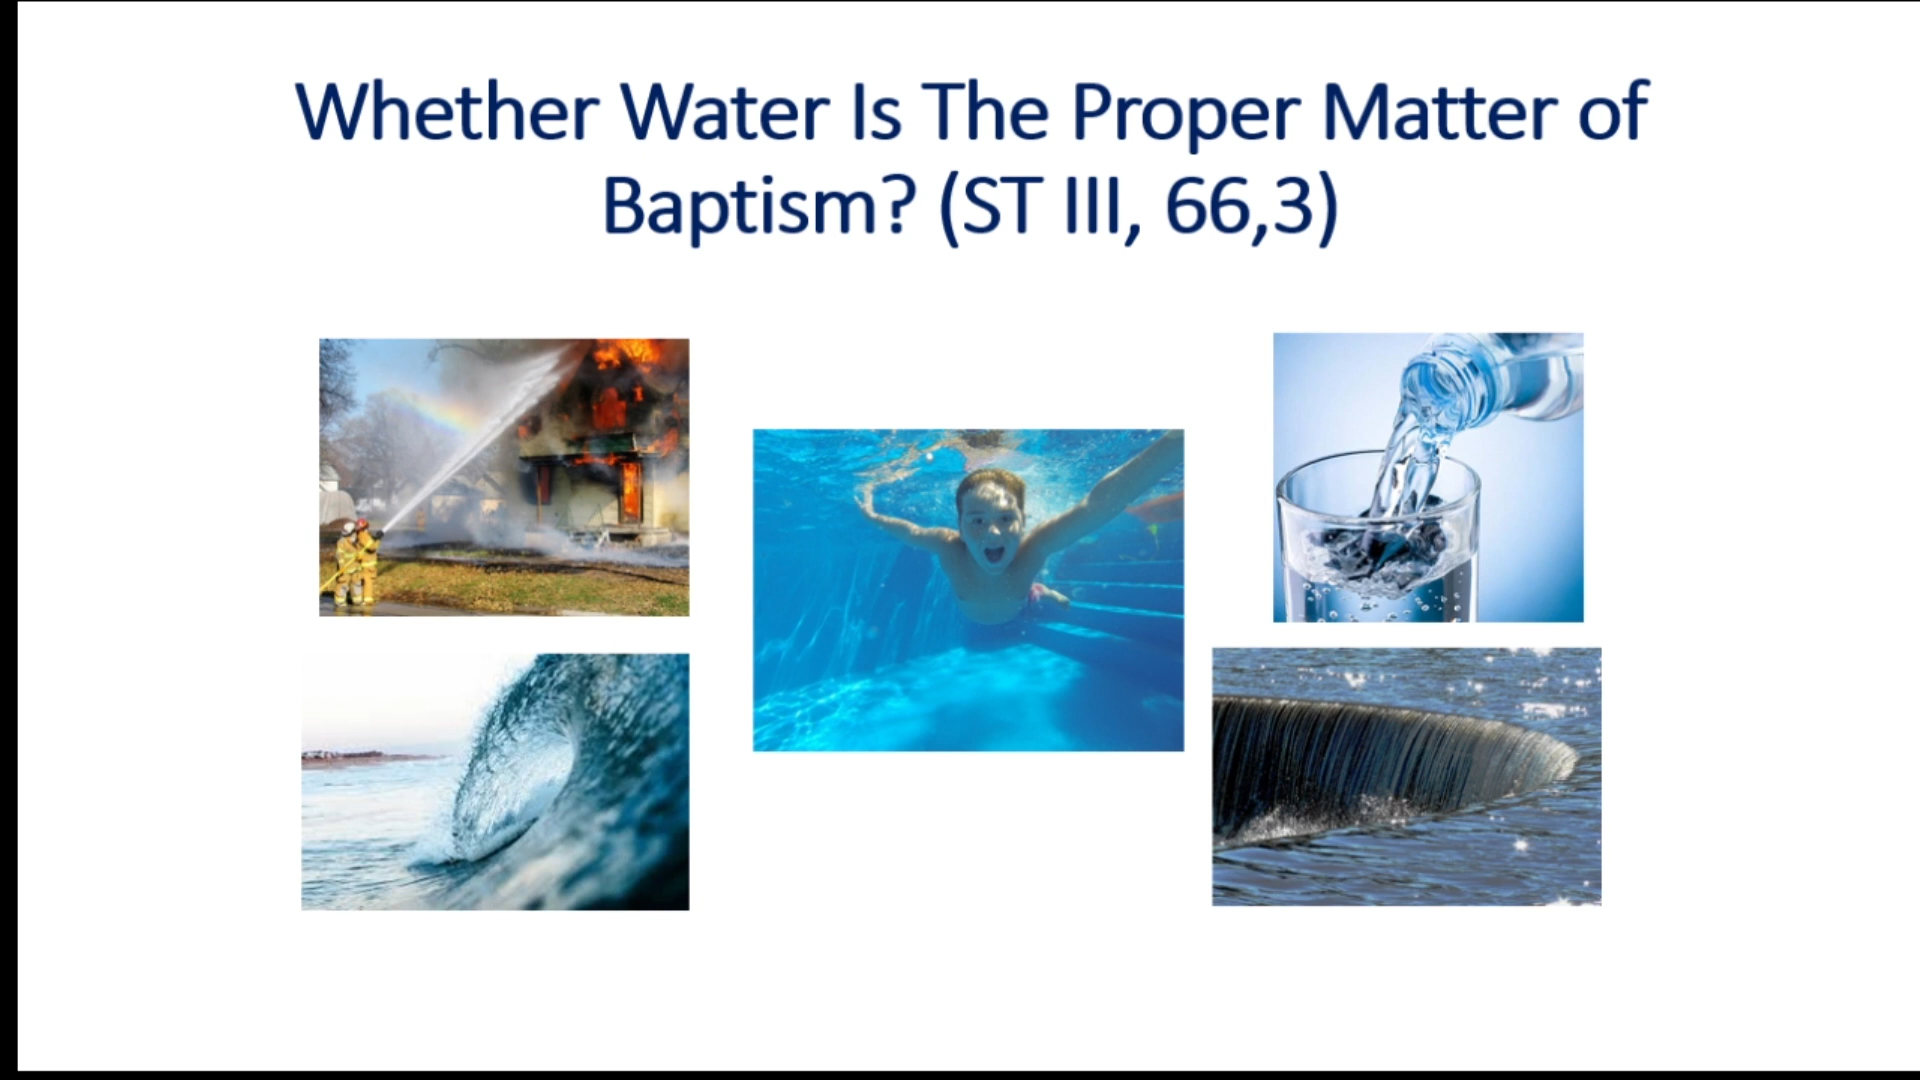 Whether Water Is The Proper Matter of
Baptism? (ST III, 66,3)